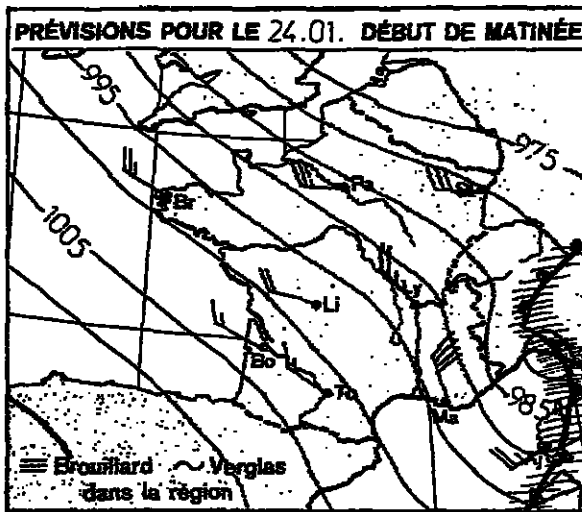 PRÉVISIONS POUR LE 24.01. DÉBUT DE MATINÉE
995
975
Pa
Br
1005
Ly
Li
Bo
To
Ma
985
Brouillard Verglas
dans la région